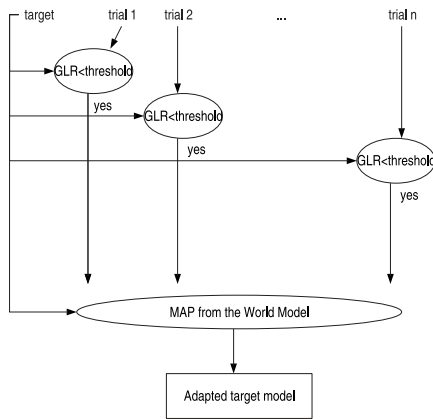 target trial 1 trial 2 ... trial n
GLR<threshold
yes
GLR<threshold
yes
GLR<threshold
yes
MAP from the World Model
Adapted target model